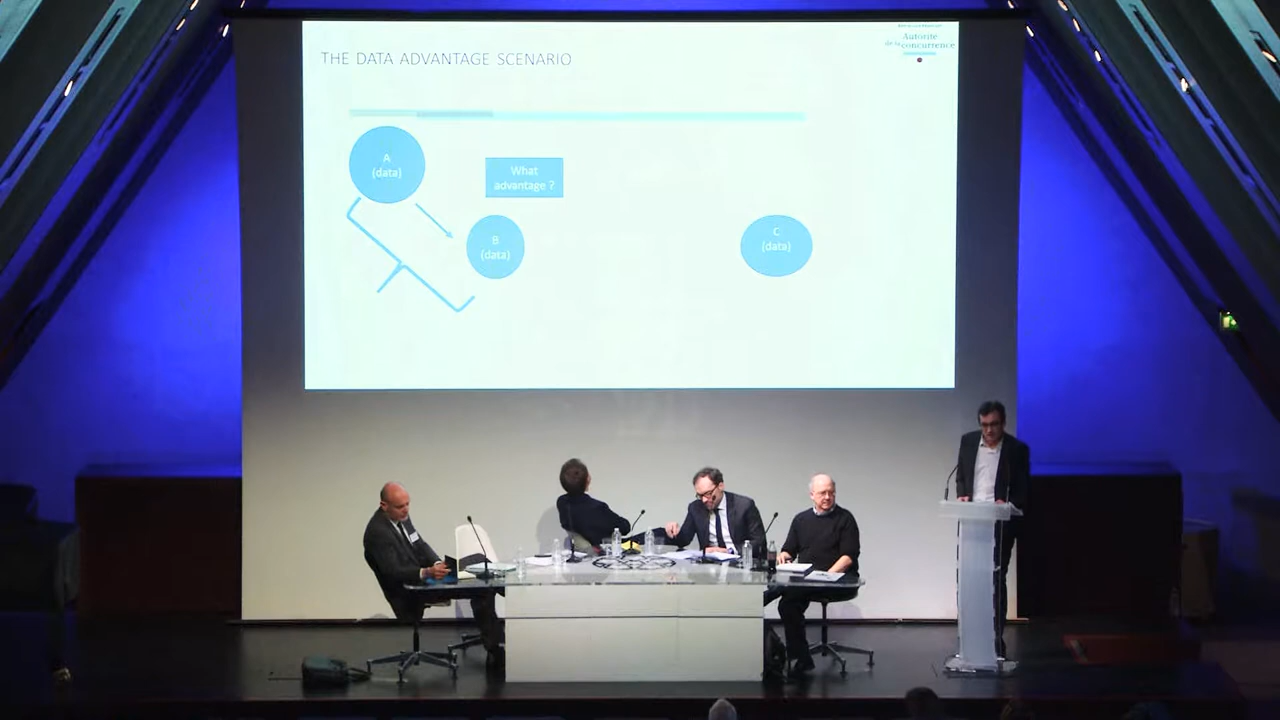 THE DATA ADVANTAGE SCENARIO
Autorité
de la concurrence
A
(data)
What
advantage ?
B
(data)
C
(data)